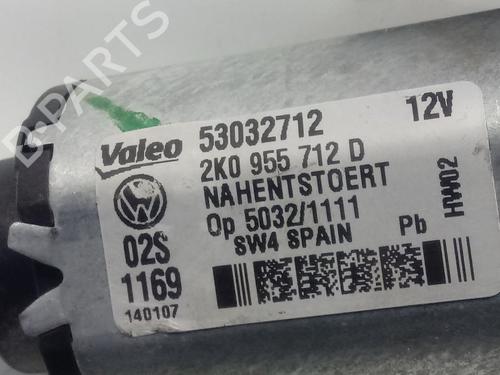 B-PARTS
Valeo 53032712 12V
2K0 955 712 D
NAHENTSTOERT
Op 5032/1111
SW4 SPAIN Pb
HW02
02S
1169
140107